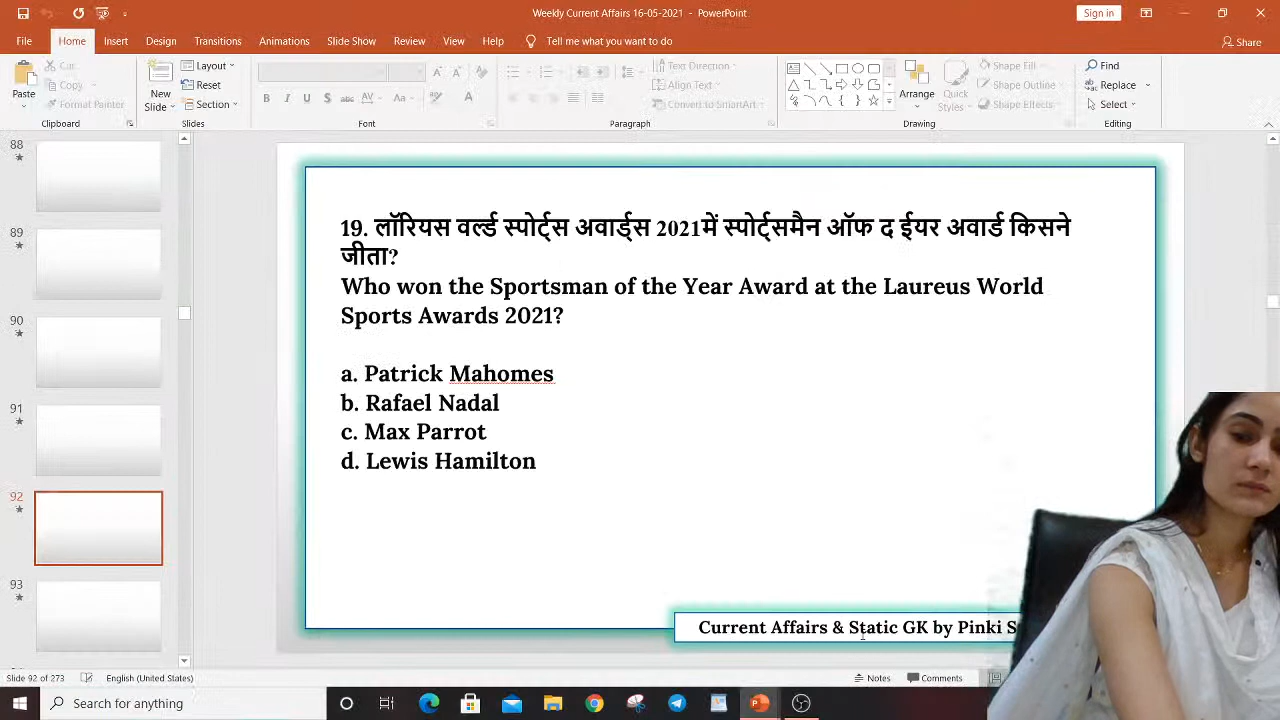 Weekly Current Affairs 16-05-2021 - PowerPoint
Sign in
File Home Insert Design Transitions Animations Slide Show Review View Help Tell me what you want to do
Share
Paste
Cut
Copy
Format Painter
Clipboard
New Slide
Layout
Reset
Section
Slides
Font
Text Direction
Align Text
Convert to SmartArt
Paragraph
Arrange
Quick Styles
Shape Fill
Shape Outline
Shape Effects
Drawing
Find
Replace
Select
Editing
88
89
90
91
92
93
19. लॉरियस वर्ल्ड स्पोर्ट्स अवार्ड्स 2021में स्पोर्ट्समैन ऑफ द ईयर अवार्ड किसने
जीता?
Who won the Sportsman of the Year Award at the Laureus World
Sports Awards 2021?
a. Patrick Mahomes
b. Rafael Nadal
c. Max Parrot
d. Lewis Hamilton
Current Affairs & Static GK by Pinki
Slide 92 of 273 English (United States) Notes Comments
Search for anything